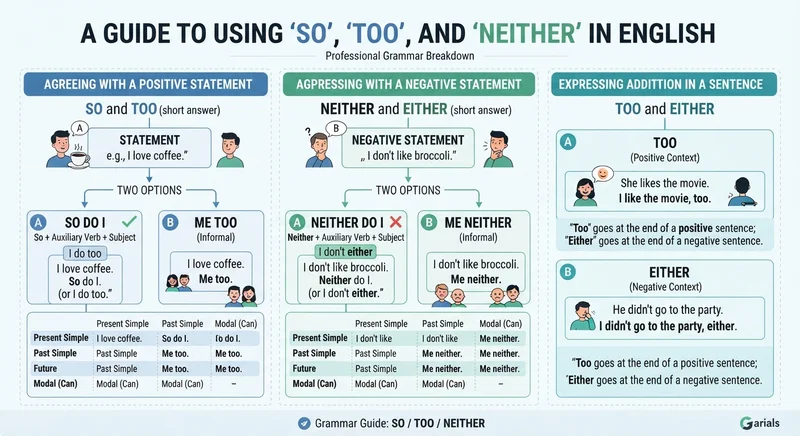 A GUIDE TO USING ‘SO’, ‘TOO’, AND ‘NEITHER’ IN ENGLISH
Professional Grammar Breakdown
AGREEING WITH A POSITIVE STATEMENT
SO and TOO (short answer)
A
STATEMENT
e.g., I love coffee.”
TWO OPTIONS
A
SO DO I
So + Auxiliary Verb + Subject
I do too
I love coffee.
So do I.
(or I do too.”)
B
ME TOO
(Informal)
I love coffee.
Me too.
Present Simple Past Simple Modal (Can)
Present Simple I love coffee. So do I. I'o do I.
Past Simple Past Simple Me too. Me too.
Future Past Simple Me too. Me too.
Modal (Can) Modal (Can) Modal (Can) –
AGPRESSING WITH A NEGATIVE STATEMENT
NEITHER and EITHER (short answer)
?
B
NEGATIVE STATEMENT
„ I don't like broccoli.”
TWO OPTIONS
A
NEITHER DO I
Neither + Auxiliary Verb + Subject
I don't either
I don't like broccoli.
Neither do I.
(or I don't either.”)
B
ME NEITHER
(Informal)
I don't like broccoli.
Me neither.
Present Simple Past Simple Modal (Can)
Present Simple I don't like I don't like Me neither.
Past Simple Past Simple Me neither. Me neither.
Future Past Simple Me neither. Me neither.
Modal (Can) Modal (Can) Modal (Can) –
EXPRESSING ADDITTION IN A SENTENCE
TOO and EITHER
A
TOO
(Positive Context)
She likes the movie.
I like the movie, too.
"Too" goes at the end of a positive sentence;
"Either" goes at the end of a negative sentence.
B
EITHER
(Negative Context)
He didn't go to the party.
I didn't go to the party, either.
"Too goes at the end of a positive sentence;
'Either goes at the end of a negative sentence.
Grammar Guide: SO / TOO / NEITHER
Garials